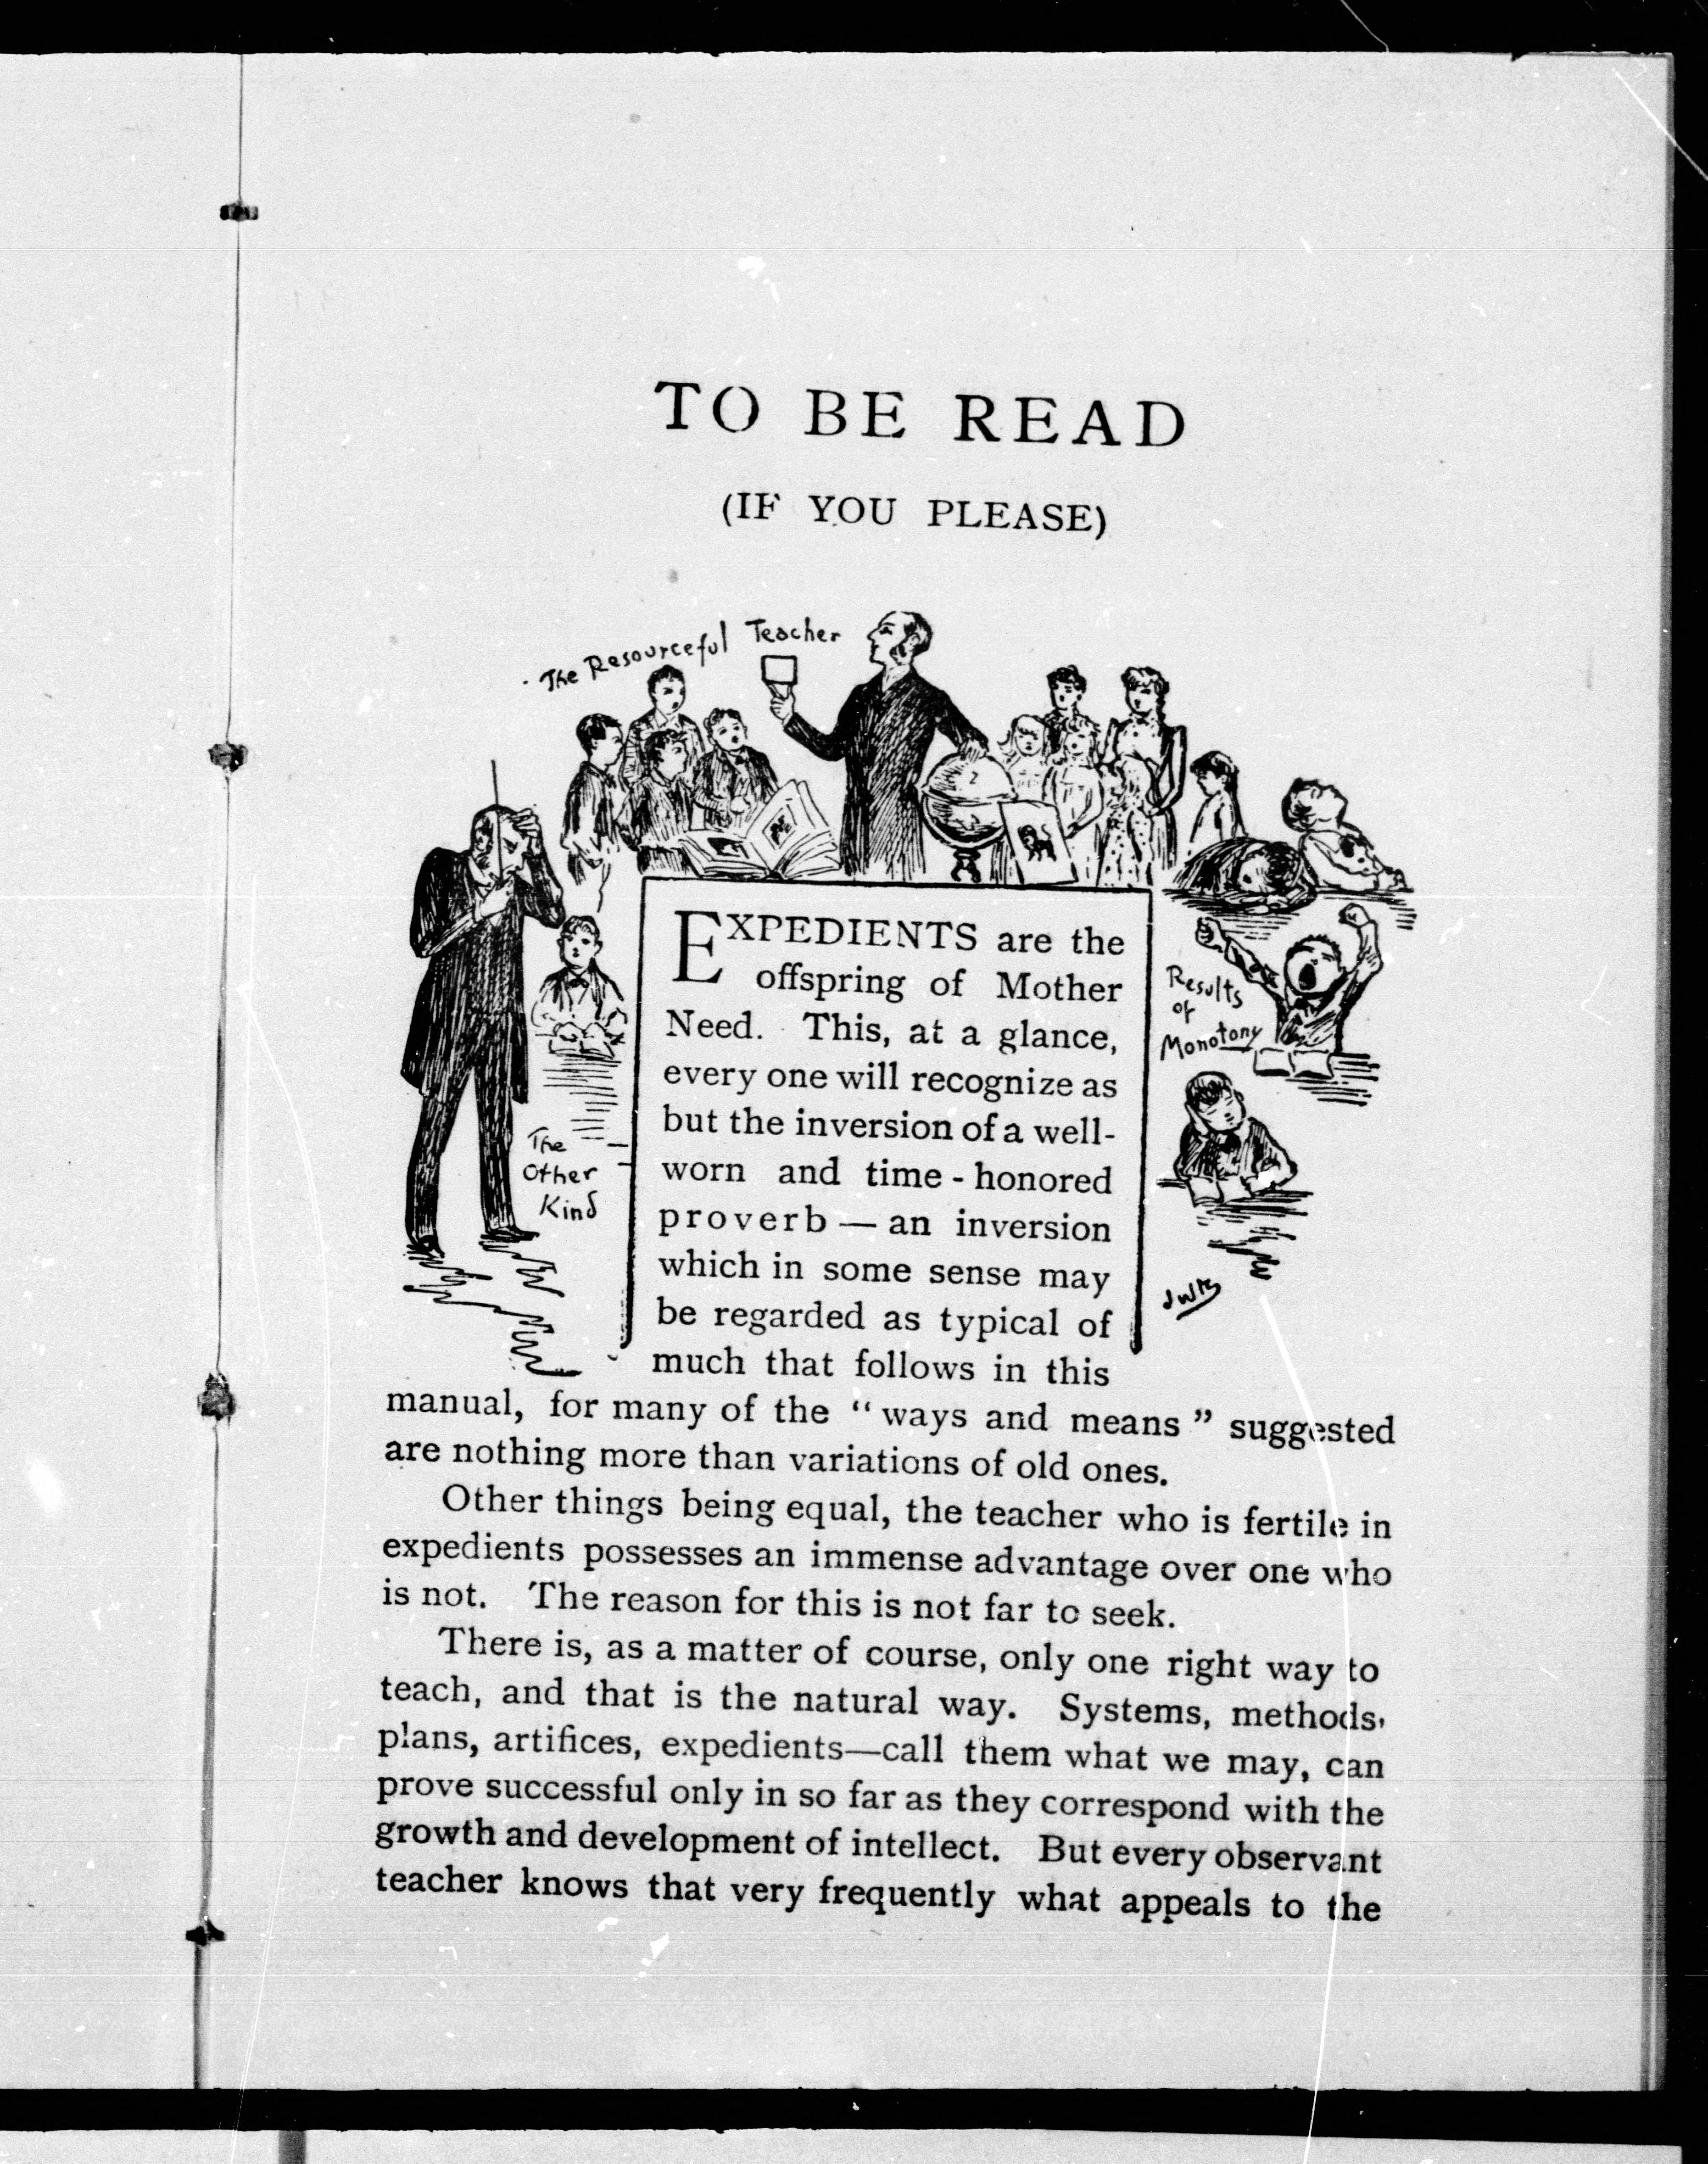 TO BE READ
(IF YOU PLEASE)
The Resourceful Teacher
The
Other
Kind
Results
of
Monotony
JWB
EXPEDIENTS are the
offspring of Mother
Need. This, at a glance,
every one will recognize as
but the inversion of a well-
worn and time-honored
proverb—an inversion
which in some sense may
be regarded as typical of
much that follows in this
manual, for many of the “ways and means” suggested
are nothing more than variations of old ones.
Other things being equal, the teacher who is fertile in
expedients possesses an immense advantage over one who
is not. The reason for this is not far to seek.
There is, as a matter of course, only one right way to
teach, and that is the natural way. Systems, methods,
plans, artifices, expedients—call them what we may, can
prove successful only in so far as they correspond with the
growth and development of intellect. But every observant
teacher knows that very frequently what appeals to the